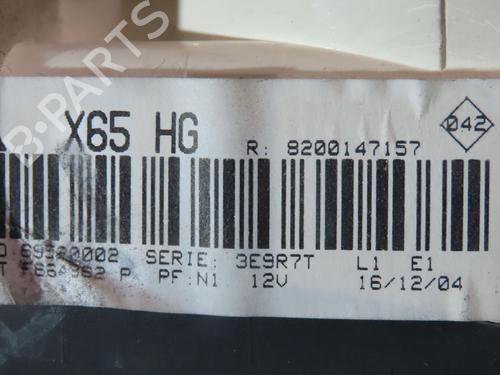 X65 HG
R: 8200147157
042
SERIE: 3E9R7T L1 E1
P PF:N1 12V 16/12/04
B-PARTS